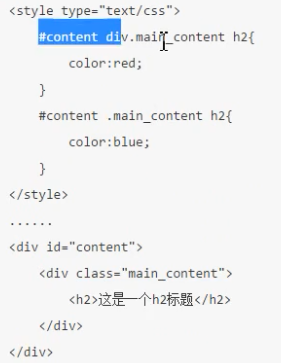 <style type="text/css">
#content div.main_content h2{
color:red;
}
#content .main_content h2{
color:blue;
}
</style>
......
<div id="content">
<div class="main_content">
<h2>这是一个h2标题</h2>
</div>
</div>